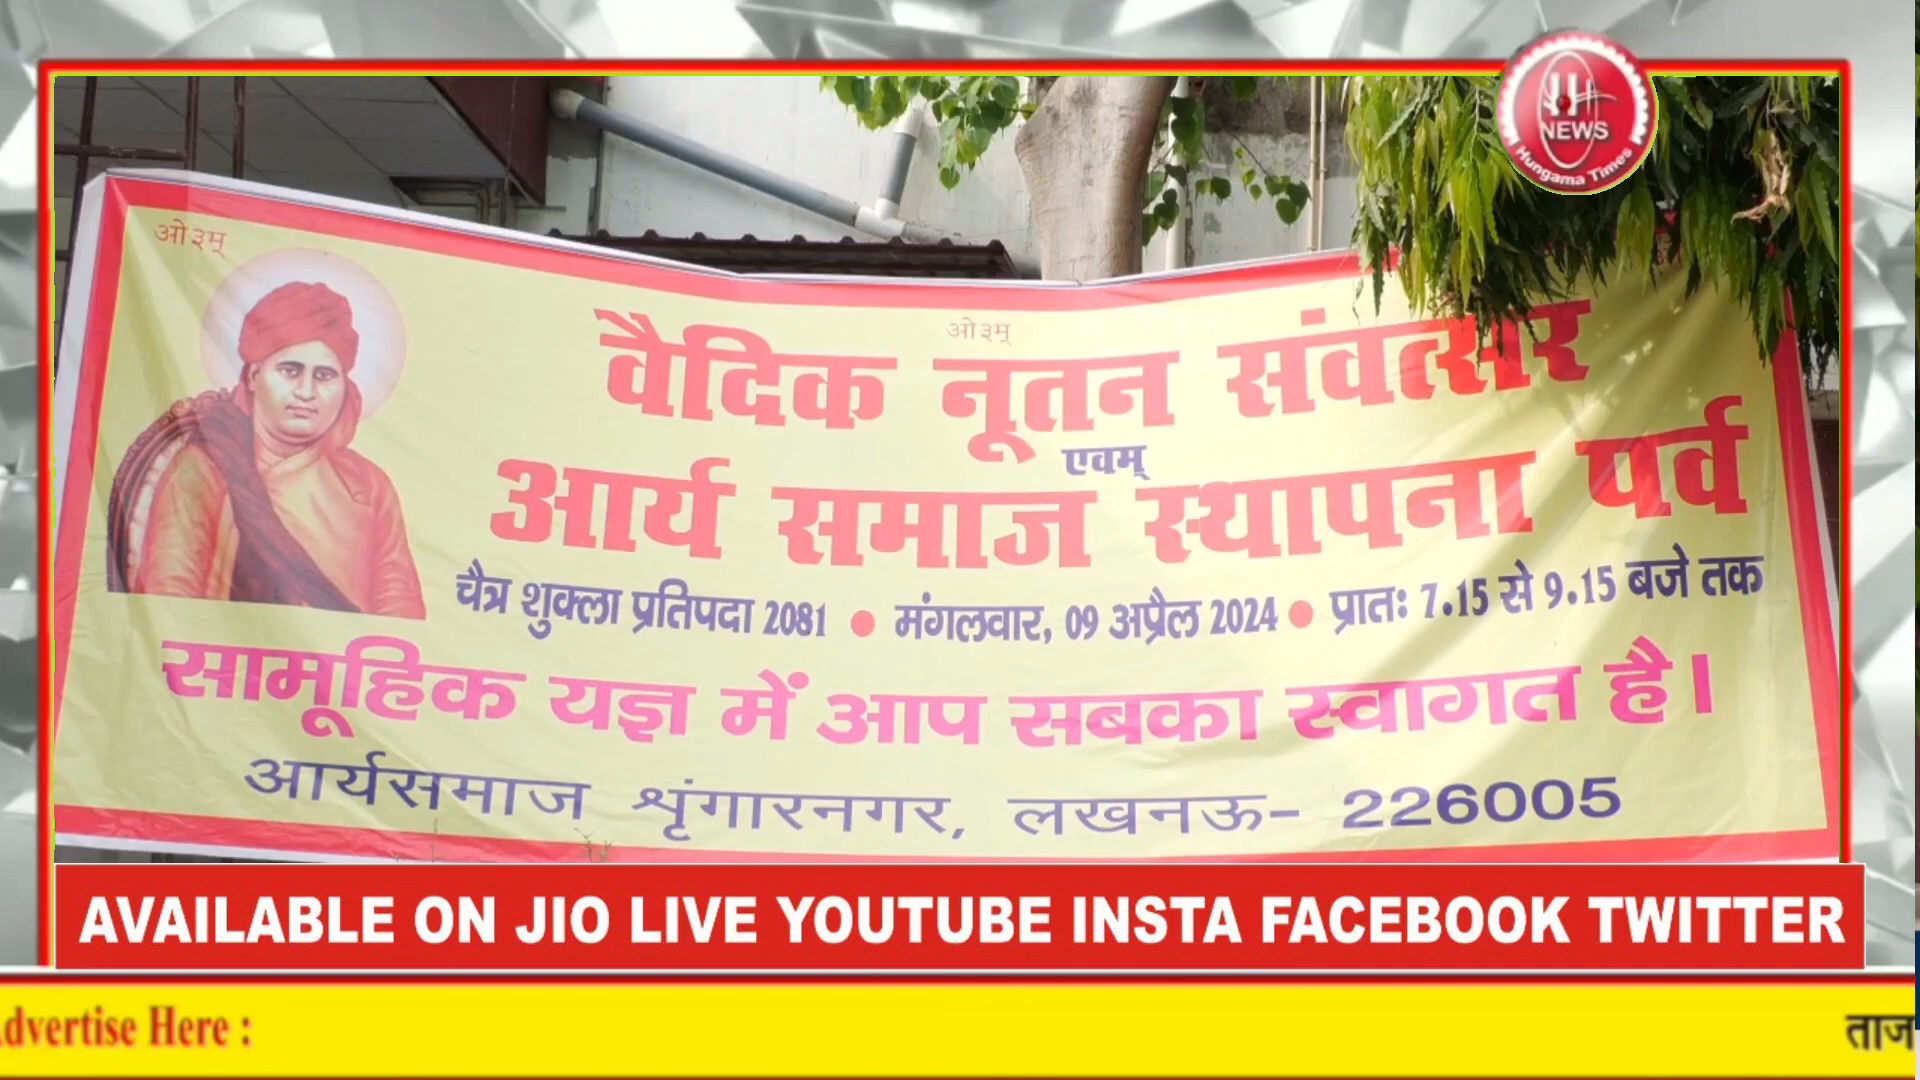 NEWS
Hungama Times
ओ३म्
ओ३म्
वैदिक नूतन संवत्सर
एवम्
आर्य समाज स्थापना पर्व
चैत्र शुक्ला प्रतिपदा 2081 ● मंगलवार, 09 अप्रैल 2024 ● प्रातः 7.15 से 9.15 बजे तक
सामूहिक यज्ञ में आप सबका स्वागत है।
आर्यसमाज श्रृंगारनगर, लखनऊ- 226005
AVAILABLE ON JIO LIVE YOUTUBE INSTA FACEBOOK TWITTER
dvertise Here :
ताज